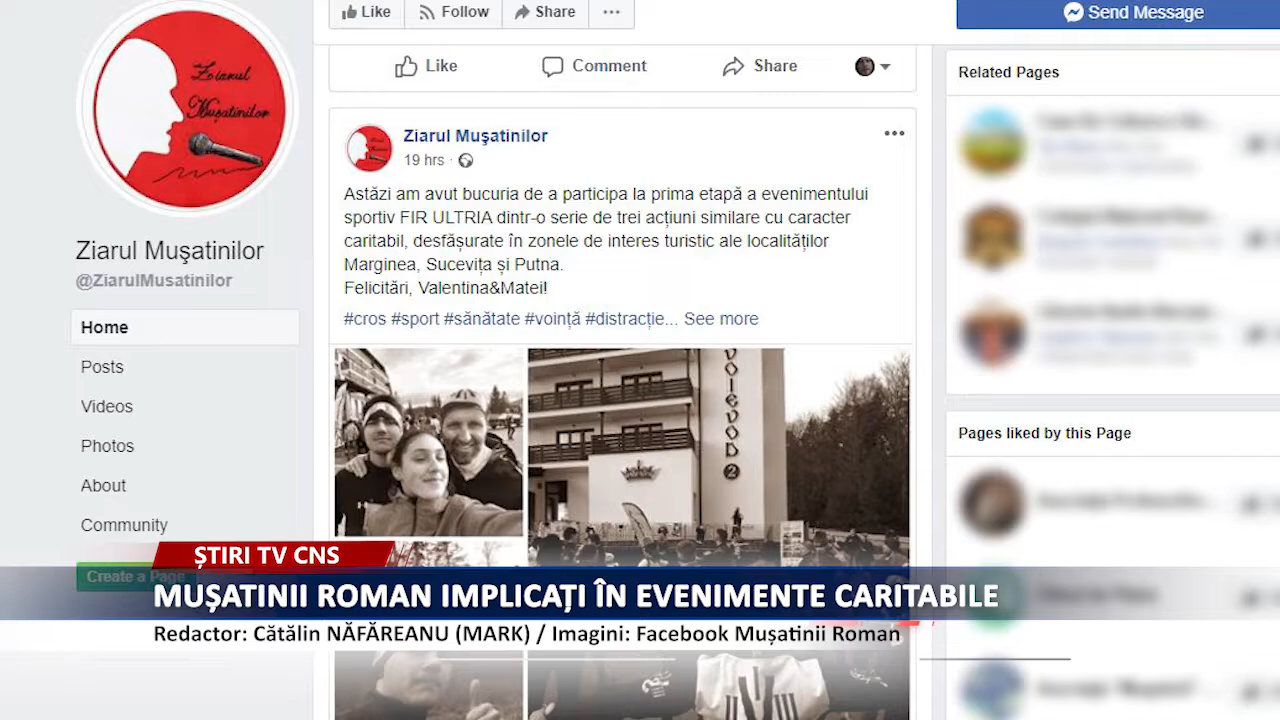 Like
Follow
Share
Send Message
Ziarul
Mușatinilor
Like
Comment
Share
Related Pages
Ziarul Muşatinilor
19 hrs ·
Astăzi am avut bucuria de a participa la prima etapă a evenimentului
sportiv FIR ULTRIA dintr-o serie de trei acțiuni similare cu caracter
caritabil, desfășurate în zonele de interes turistic ale localităților
Marginea, Sucevița și Putna.
Felicitări, Valentina&Matei!
#cros #sport #sănătate #voință #distracție... See more
Ziarul Muşatinilor
@ZiarulMusatinilor
Home
Posts
Videos
Photos
About
Community
Create a Page
VOIEVOD
2
Pages liked by this Page
ȘTIRI TV CNS
MUȘATINII ROMAN IMPLICAȚI ÎN EVENIMENTE CARITABILE
Redactor: Cătălin NĂFĂREANU (MARK) / Imagini: Facebook Mușatinii Roman